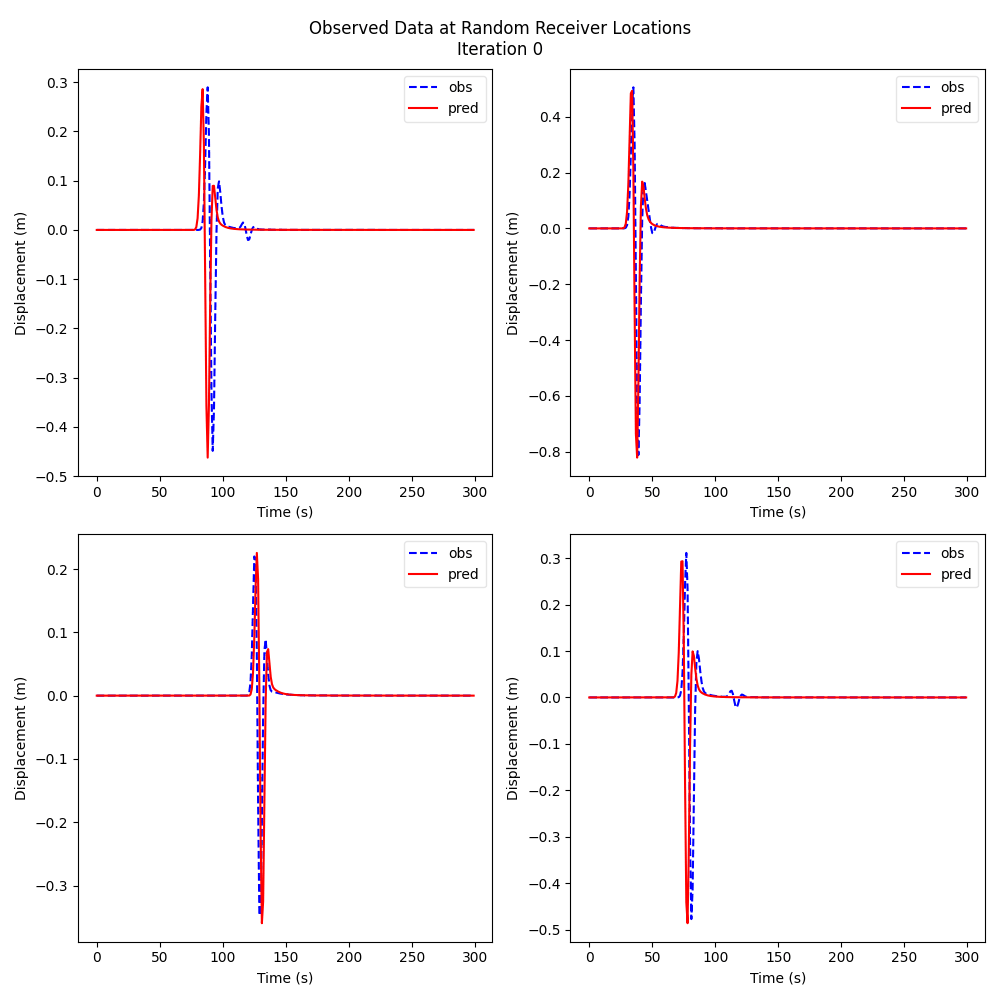 Observed Data at Random Receiver Locations
Iteration 0
0.3
0.2
0.1
0.0
−0.1
−0.2
−0.3
−0.4
−0.5
Displacement (m)
obs
pred
0 50 100 150 200 250 300
Time (s)
0.4
0.2
0.0
−0.2
−0.4
−0.6
−0.8
Displacement (m)
obs
pred
0 50 100 150 200 250 300
Time (s)
0.2
0.1
0.0
−0.1
−0.2
−0.3
Displacement (m)
obs
pred
0 50 100 150 200 250 300
Time (s)
0.3
0.2
0.1
0.0
−0.1
−0.2
−0.3
−0.4
−0.5
Displacement (m)
obs
pred
0 50 100 150 200 250 300
Time (s)